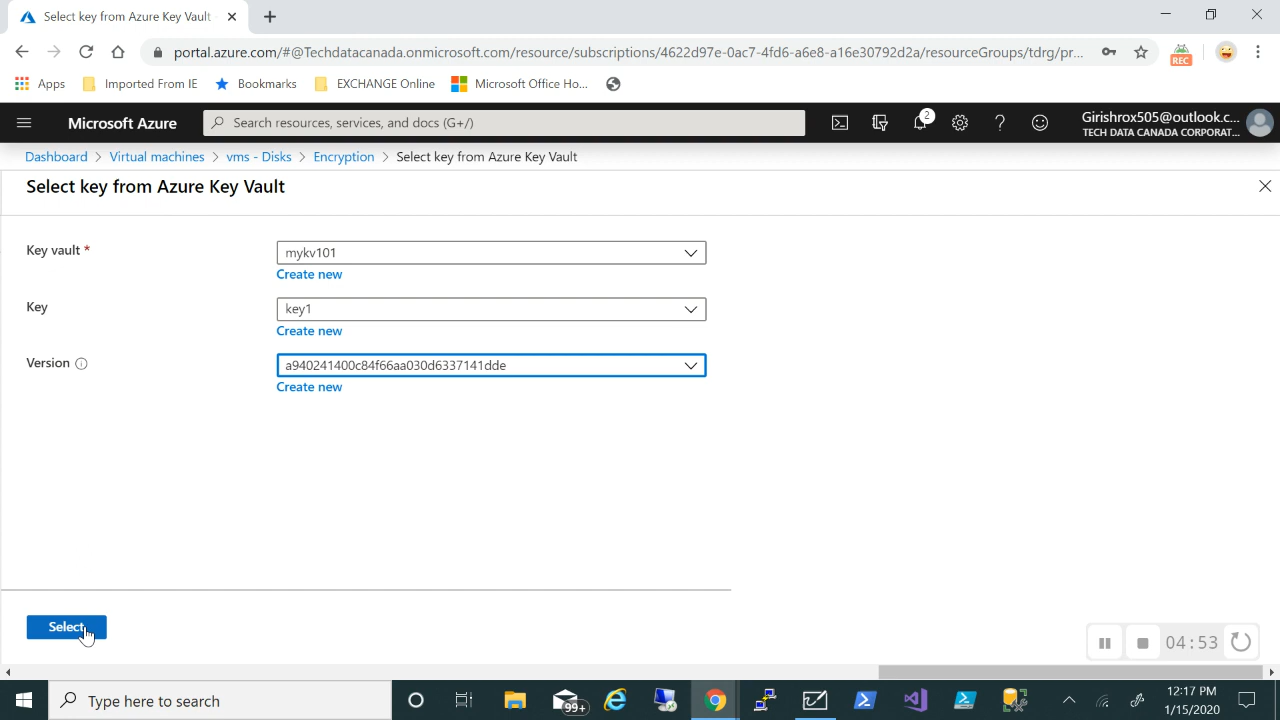 Select key from Azure Key Vault
portal.azure.com/#@Techdatacanada.onmicrosoft.com/resource/subscriptions/4622d97e-0ac7-4fd6-a6e8-a16e30792d2a/resourceGroups/tdrg/pr...
REC
Apps Imported From IE Bookmarks EXCHANGE Online Microsoft Office Ho...
Microsoft Azure Search resources, services, and docs (G+/) 2 Girishrox505@outlook.c...
TECH DATA CANADA CORPORAT...
Dashboard > Virtual machines > vms - Disks > Encryption > Select key from Azure Key Vault
Select key from Azure Key Vault
Key vault * mykv101
Create new
Key key1
Create new
Version a940241400c84f66aa030d6337141dde
Create new
Select
04:53
Type here to search 99+ 12:17 PM
1/15/2020